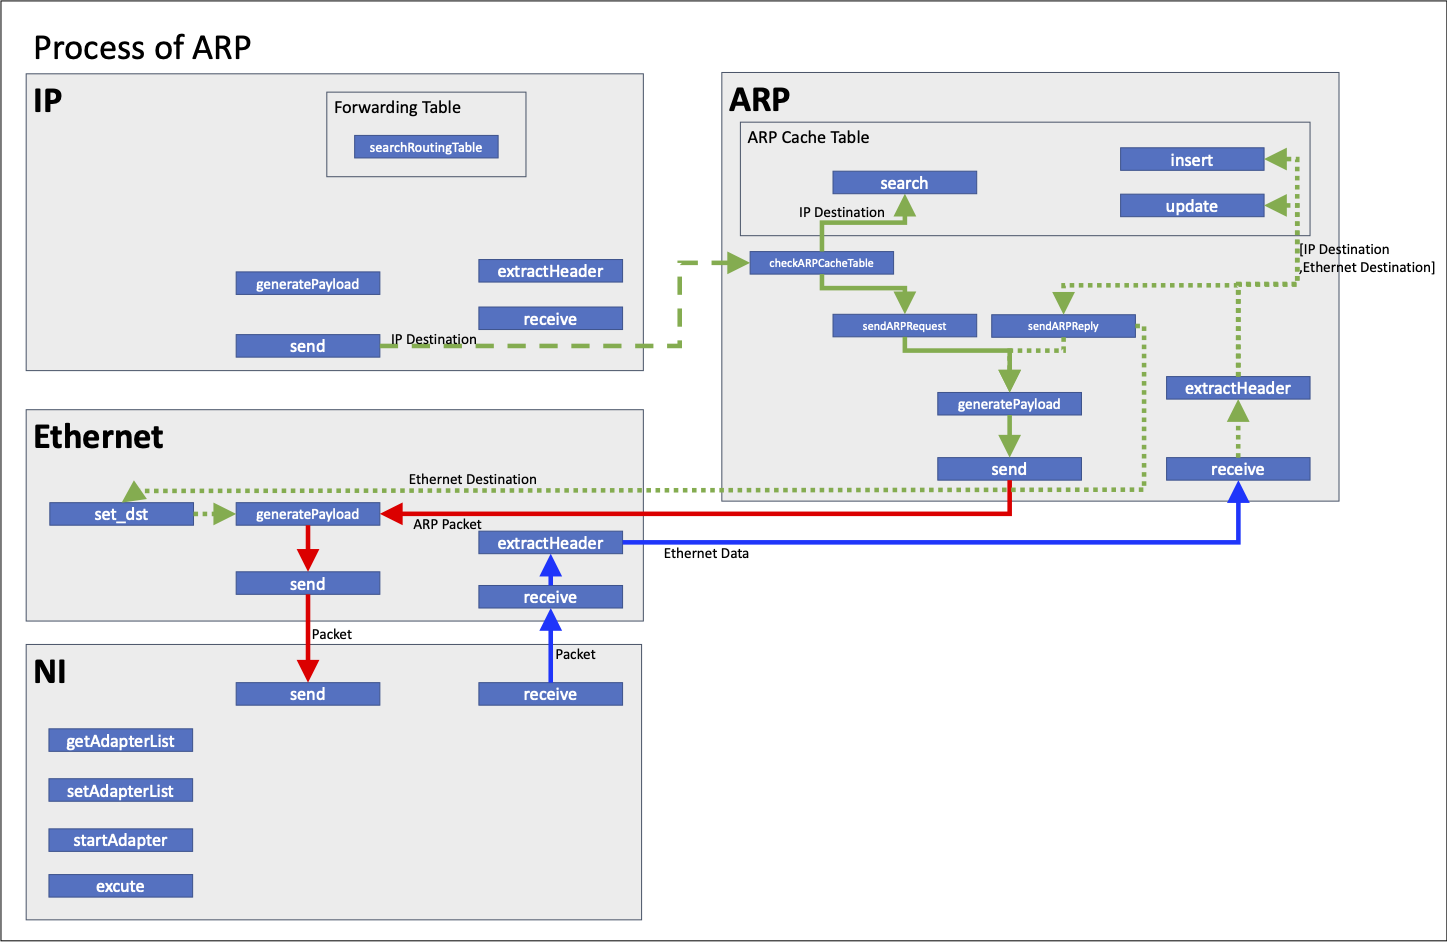 Process of ARP
IP
Forwarding Table
searchRoutingTable
generatePayload
extractHeader
receive
send
IP Destination
ARP
ARP Cache Table
insert
search
update
IP Destination
checkARPCacheTable
[IP Destination
,Ethernet Destination]
sendARPRequest
sendARPReply
extractHeader
generatePayload
send
receive
Ethernet
Ethernet Destination
set_dst
generatePayload
ARP Packet
extractHeader
Ethernet Data
send
receive
Packet
Packet
NI
send
receive
getAdapterList
setAdapterList
startAdapter
excute